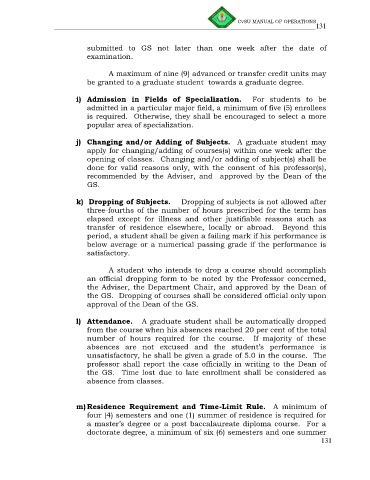 CvSU MANUAL OF OPERATIONS
131
submitted to GS not later than one week after the date of
examination.
A maximum of nine (9) advanced or transfer credit units may
be granted to a graduate student towards a graduate degree.
i) Admission in Fields of Specialization. For students to be
admitted in a particular major field, a minimum of five (5) enrollees
is required. Otherwise, they shall be encouraged to select a more
popular area of specialization.
j) Changing and/or Adding of Subjects. A graduate student may
apply for changing/adding of courses(s) within one week after the
opening of classes. Changing and/or adding of subject(s) shall be
done for valid reasons only, with the consent of his professor(s),
recommended by the Adviser, and approved by the Dean of the
GS.
k) Dropping of Subjects. Dropping of subjects is not allowed after
three-fourths of the number of hours prescribed for the term has
elapsed except for illness and other justifiable reasons such as
transfer of residence elsewhere, locally or abroad. Beyond this
period, a student shall be given a failing mark if his performance is
below average or a numerical passing grade if the performance is
satisfactory.
A student who intends to drop a course should accomplish
an official dropping form to be noted by the Professor concerned,
the Adviser, the Department Chair, and approved by the Dean of
the GS. Dropping of courses shall be considered official only upon
approval of the Dean of the GS.
l) Attendance. A graduate student shall be automatically dropped
from the course when his absences reached 20 per cent of the total
number of hours required for the course. If majority of these
absences are not excused and the student's performance is
unsatisfactory, he shall be given a grade of 5.0 in the course. The
professor shall report the case officially in writing to the Dean of
the GS. Time lost due to late enrollment shall be considered as
absence from classes.
m) Residence Requirement and Time-Limit Rule. A minimum of
four (4) semesters and one (1) summer of residence is required for
a master's degree or a post baccalaureate diploma course. For a
doctorate degree, a minimum of six (6) semesters and one summer
131